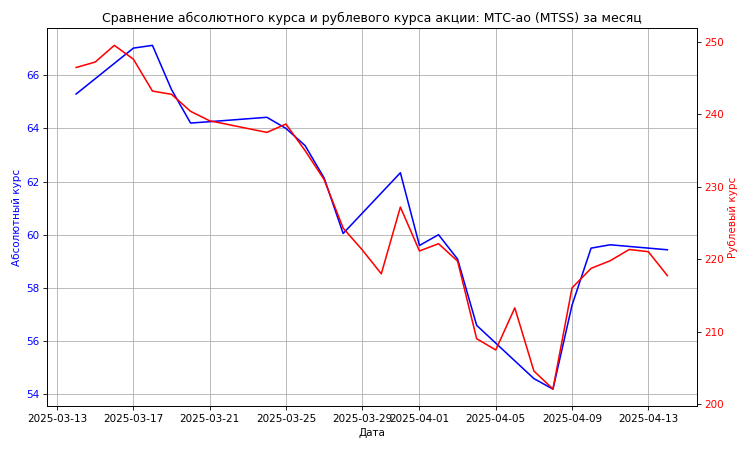 Сравнение абсолютного курса и рублевого курса акции: МТС-ао (MTSS) за месяц
66
64
62
60
58
56
54
Абсолютный курс
250
240
230
220
210
200
Рублевый курс
2025-03-13 2025-03-17 2025-03-21 2025-03-25 2025-03-29 2025-04-01 2025-04-05 2025-04-09 2025-04-13
Дата